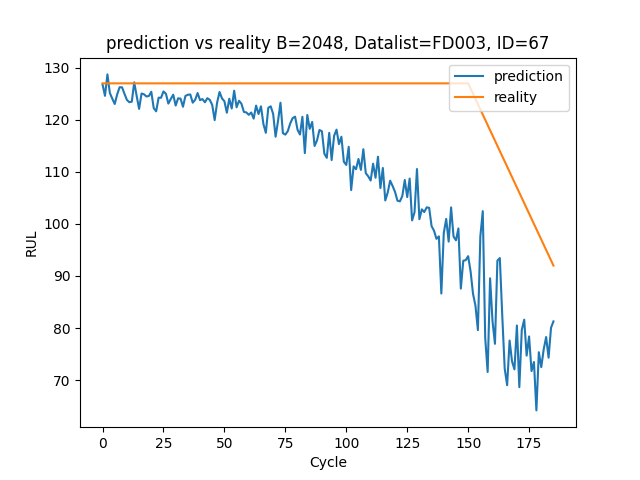 prediction vs reality B=2048, Datalist=FD003, ID=67
prediction
reality
130
120
110
100
90
80
70
RUL
0 25 50 75 100 125 150 175
Cycle